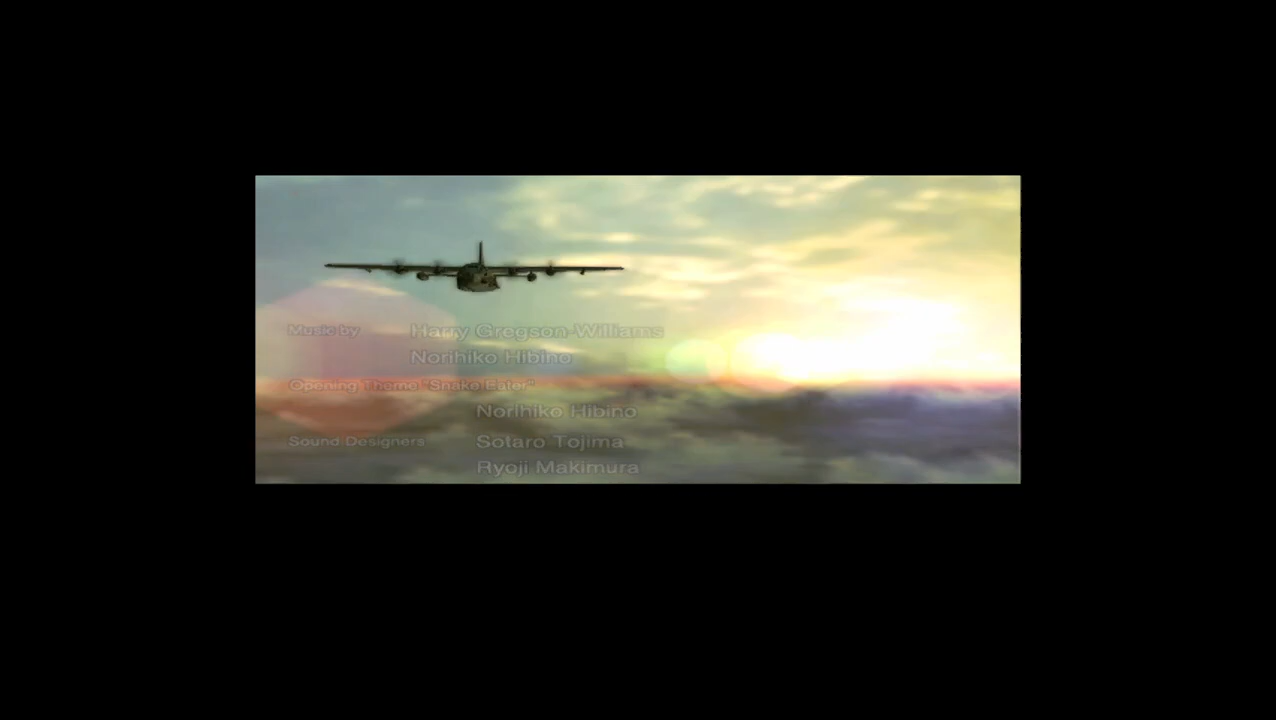 Music by Harry Gregson-Williams
Norihiko Hibino
Opening Theme "Snake Eater"
Norihiko Hibino
Sound Designers Sotaro Tojima
Ryoji Makimura